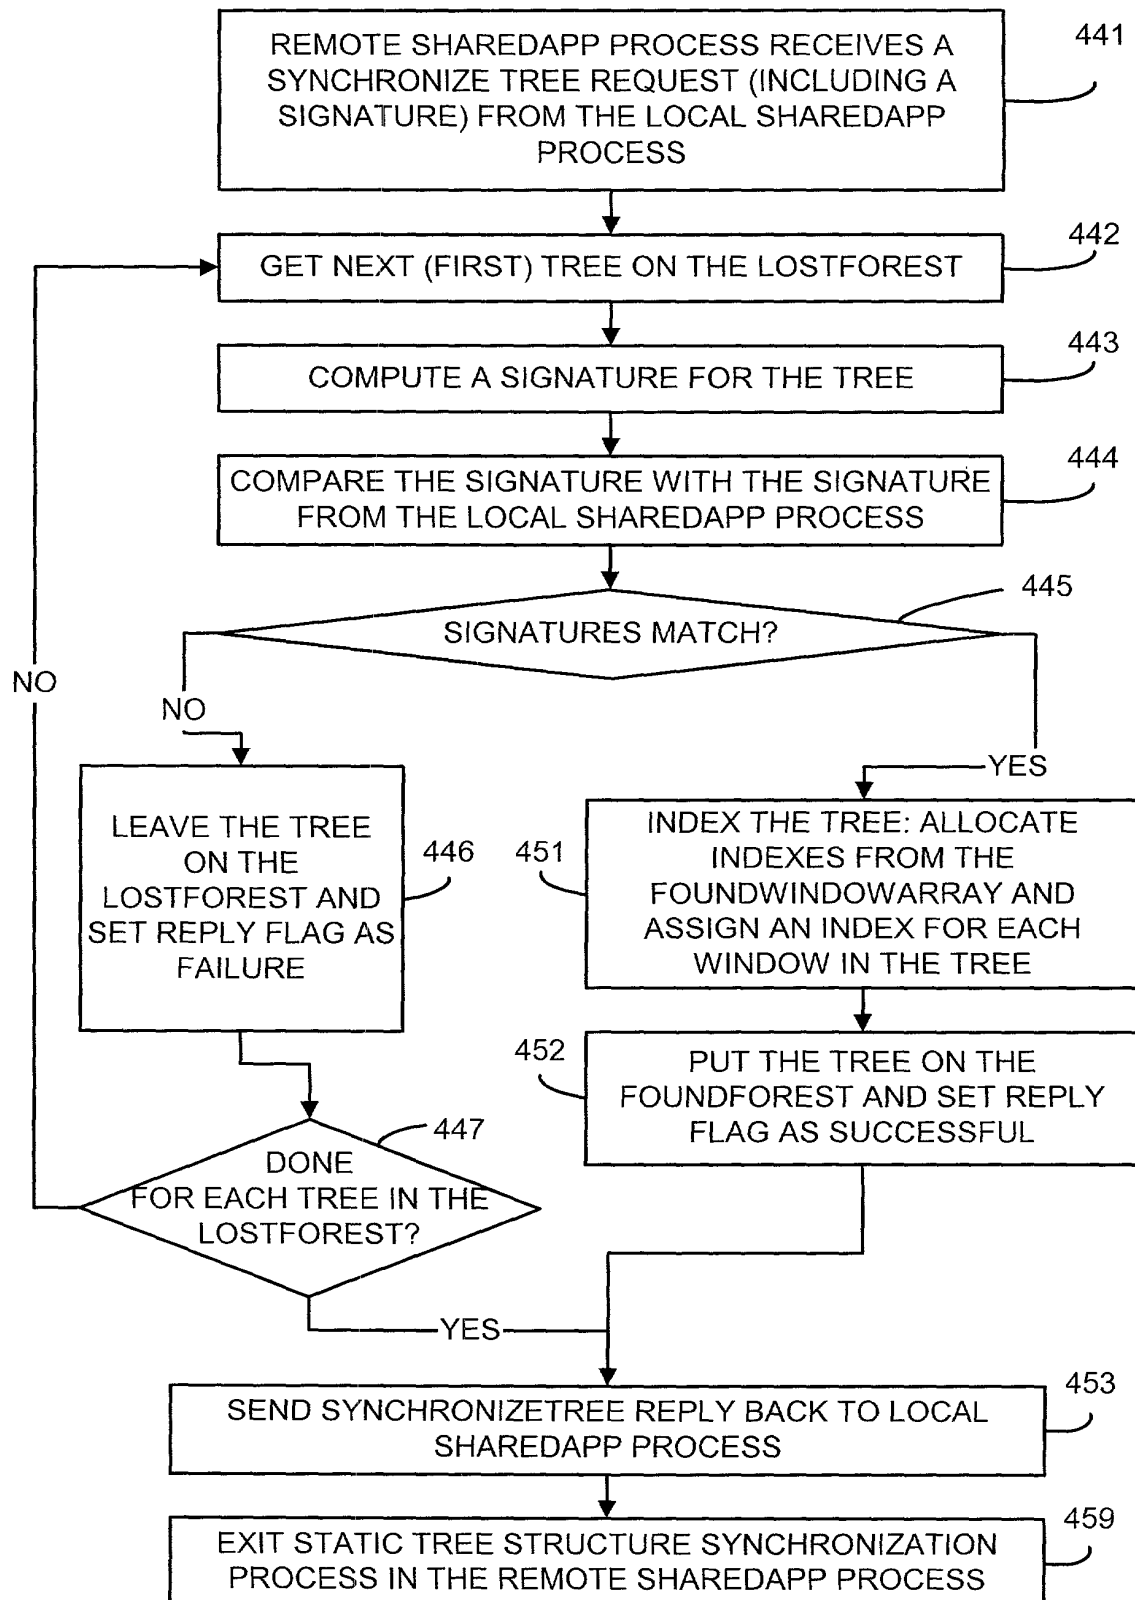 REMOTE SHAREDAPP PROCESS RECEIVES A
SYNCHRONIZE TREE REQUEST (INCLUDING A
SIGNATURE) FROM THE LOCAL SHAREDAPP
PROCESS
441
GET NEXT (FIRST) TREE ON THE LOSTFOREST
442
COMPUTE A SIGNATURE FOR THE TREE
443
COMPARE THE SIGNATURE WITH THE SIGNATURE
FROM THE LOCAL SHAREDAPP PROCESS
444
SIGNATURES MATCH?
445
NO
NO
YES
LEAVE THE TREE
ON THE
LOSTFOREST AND
SET REPLY FLAG AS
FAILURE
446
451
INDEX THE TREE: ALLOCATE
INDEXES FROM THE
FOUNDWINDOWARRAY AND
ASSIGN AN INDEX FOR EACH
WINDOW IN THE TREE
452
PUT THE TREE ON THE
FOUNDFOREST AND SET REPLY
FLAG AS SUCCESSFUL
447
DONE
FOR EACH TREE IN THE
LOSTFOREST?
YES
SEND SYNCHRONIZETREE REPLY BACK TO LOCAL
SHAREDAPP PROCESS
453
EXIT STATIC TREE STRUCTURE SYNCHRONIZATION
PROCESS IN THE REMOTE SHAREDAPP PROCESS
459